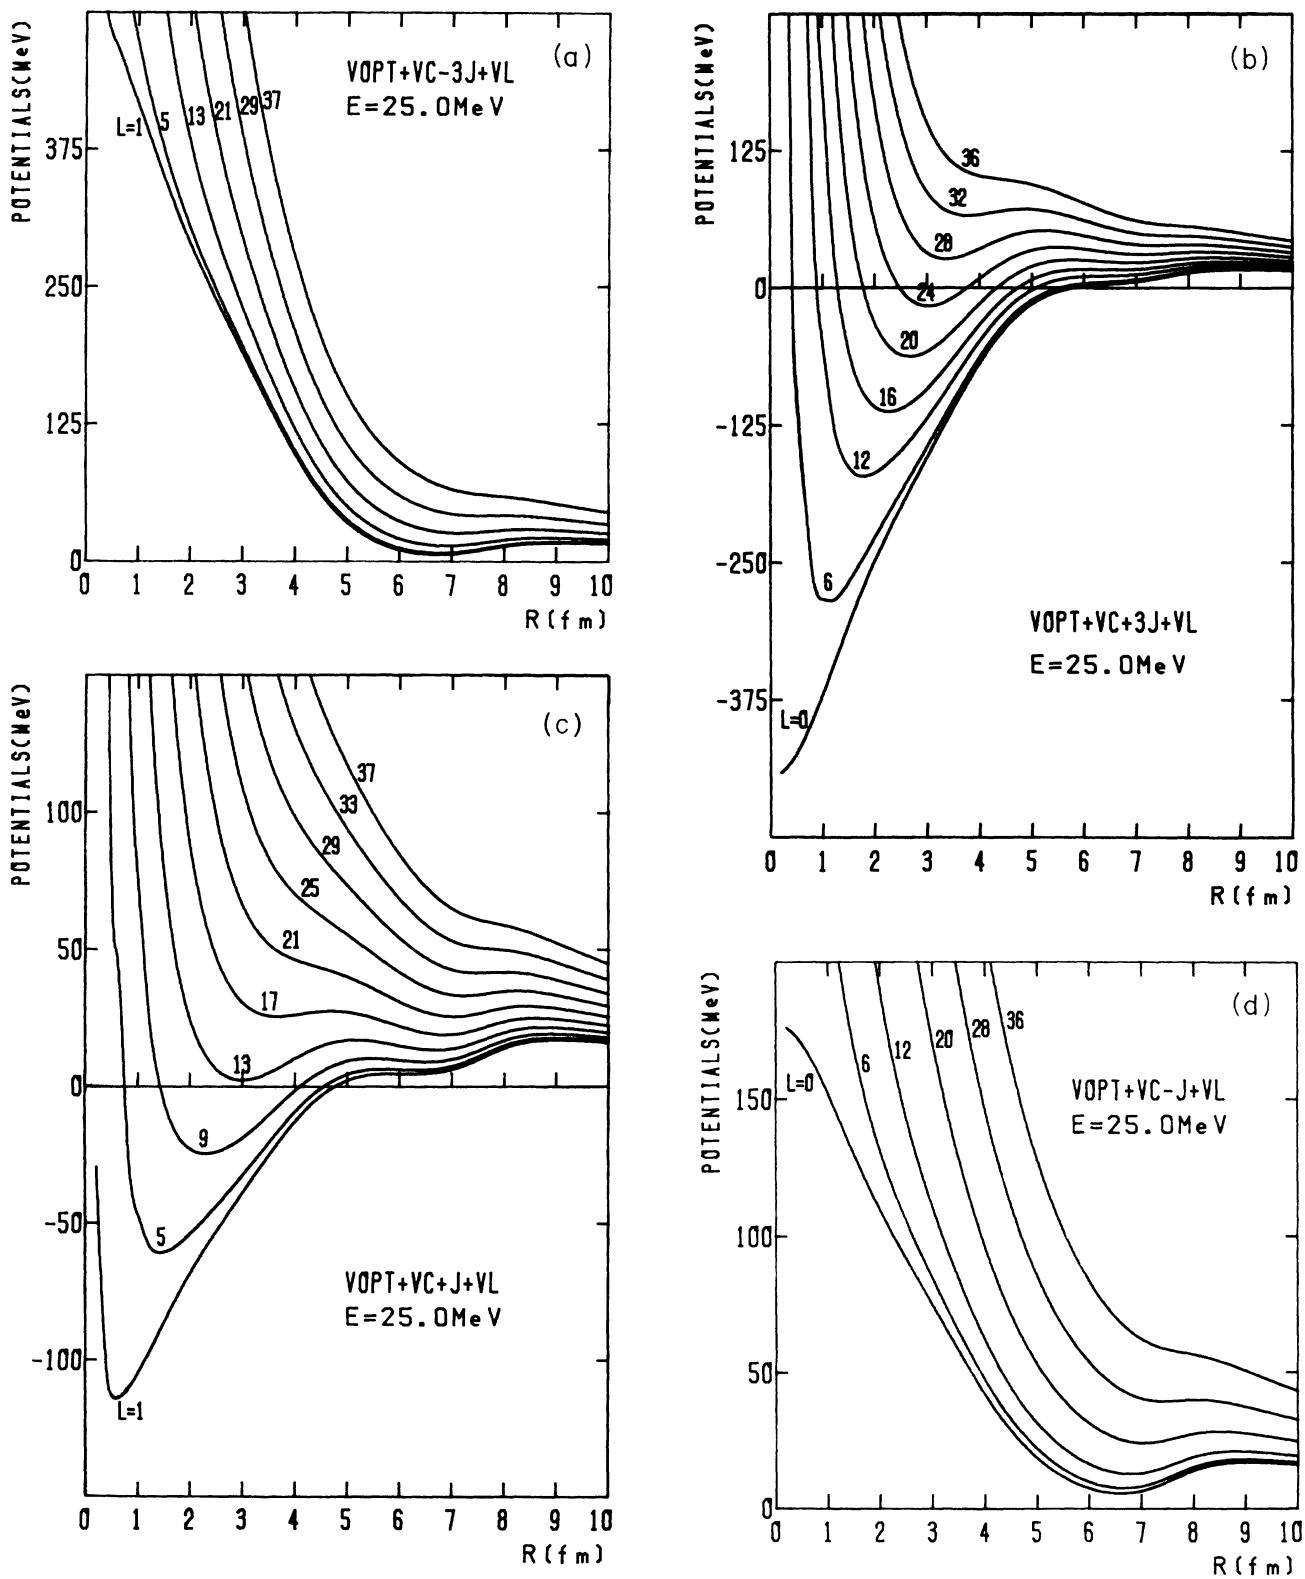 POTENTIALS(MeV)
(a)
VOPT+VC-3J+VL
E=25.0MeV
L=1
5
13
21
29
37
375
250
125
0
0 1 2 3 4 5 6 7 8 9 10
R(fm)
POTENTIALS(MeV)
(b)
36
32
28
24
20
16
12
6
L=0
125
0
-125
-250
-375
VOPT+VC+3J+VL
E=25.0MeV
0 1 2 3 4 5 6 7 8 9 10
R(fm)
POTENTIALS(MeV)
(c)
37
33
29
25
21
17
13
9
5
L=1
100
50
0
-50
-100
VOPT+VC+J+VL
E=25.0MeV
0 1 2 3 4 5 6 7 8 9 10
R(fm)
POTENTIALS(MeV)
(d)
L=0
6
12
20
28
36
VOPT+VC-J+VL
E=25.0MeV
150
100
50
0
0 1 2 3 4 5 6 7 8 9 10
R(fm)